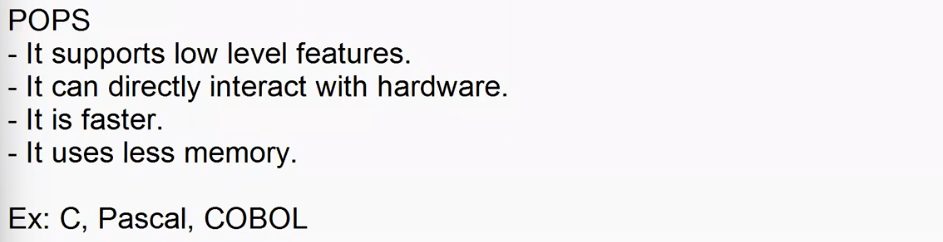 POPS
- It supports low level features.
- It can directly interact with hardware.
- It is faster.
- It uses less memory.
Ex: C, Pascal, COBOL